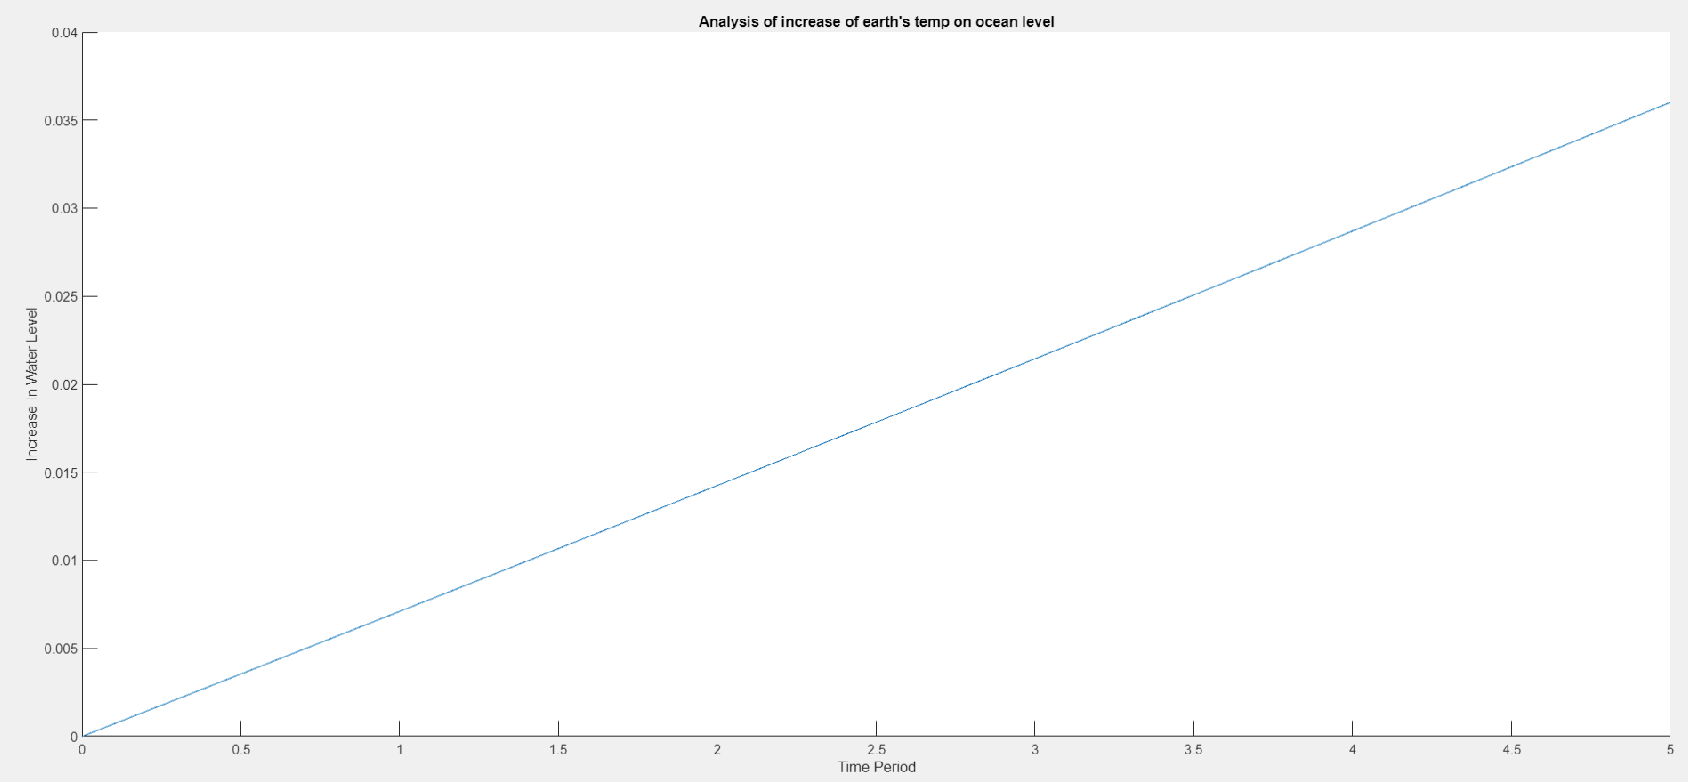 Analysis of increase of earth's temp on ocean level
0.04
0.035
0.03
0.025
0.02
0.015
0.01
0.005
0
Increase in Water Level
0 0.5 1 1.5 2 2.5 3 3.5 4 4.5 5
Time Period